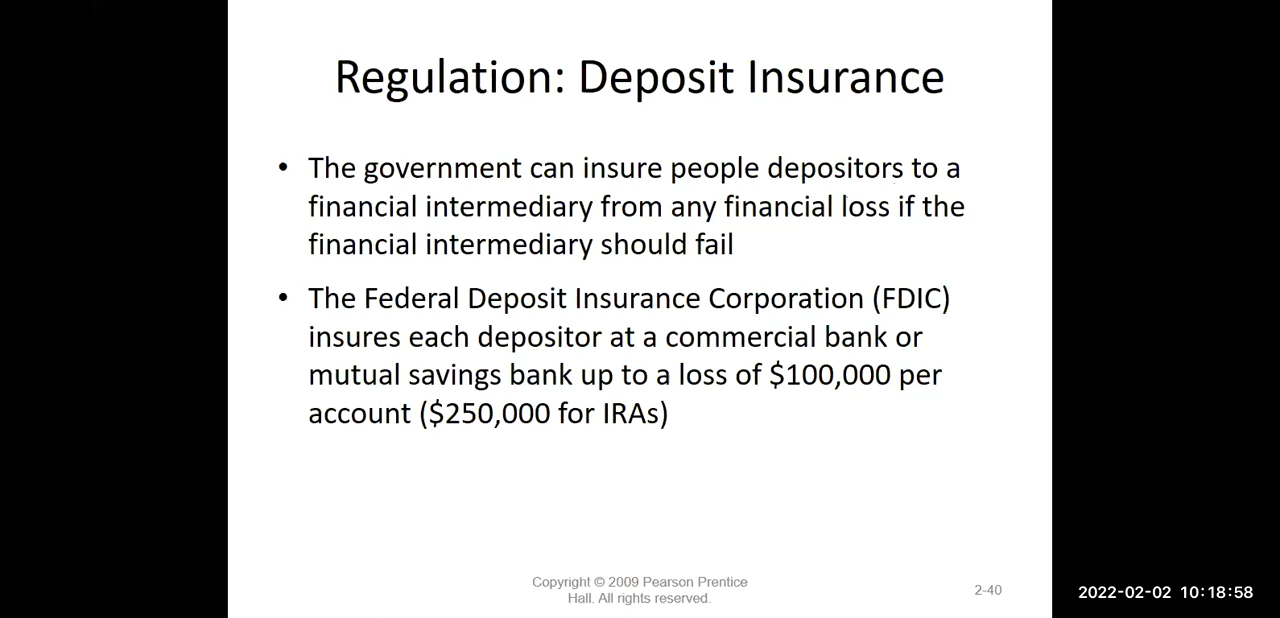 Regulation: Deposit Insurance
• The government can insure people depositors to a
financial intermediary from any financial loss if the
financial intermediary should fail
• The Federal Deposit Insurance Corporation (FDIC)
insures each depositor at a commercial bank or
mutual savings bank up to a loss of $100,000 per
account ($250,000 for IRAs)
Copyright © 2009 Pearson Prentice
Hall. All rights reserved.
2-40
2022-02-02 10:18:58